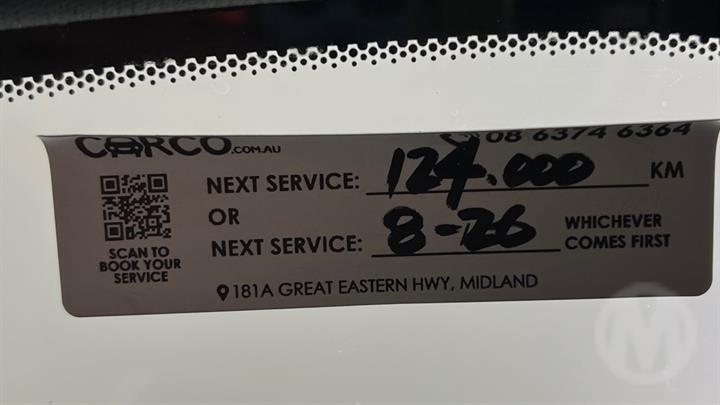 CARCO.COM.AU
08 6374 6364
NEXT SERVICE: 124.000 KM
OR
NEXT SERVICE: 8-26 WHICHEVER COMES FIRST
SCAN TO
BOOK YOUR
SERVICE
181A GREAT EASTERN HWY, MIDLAND
M